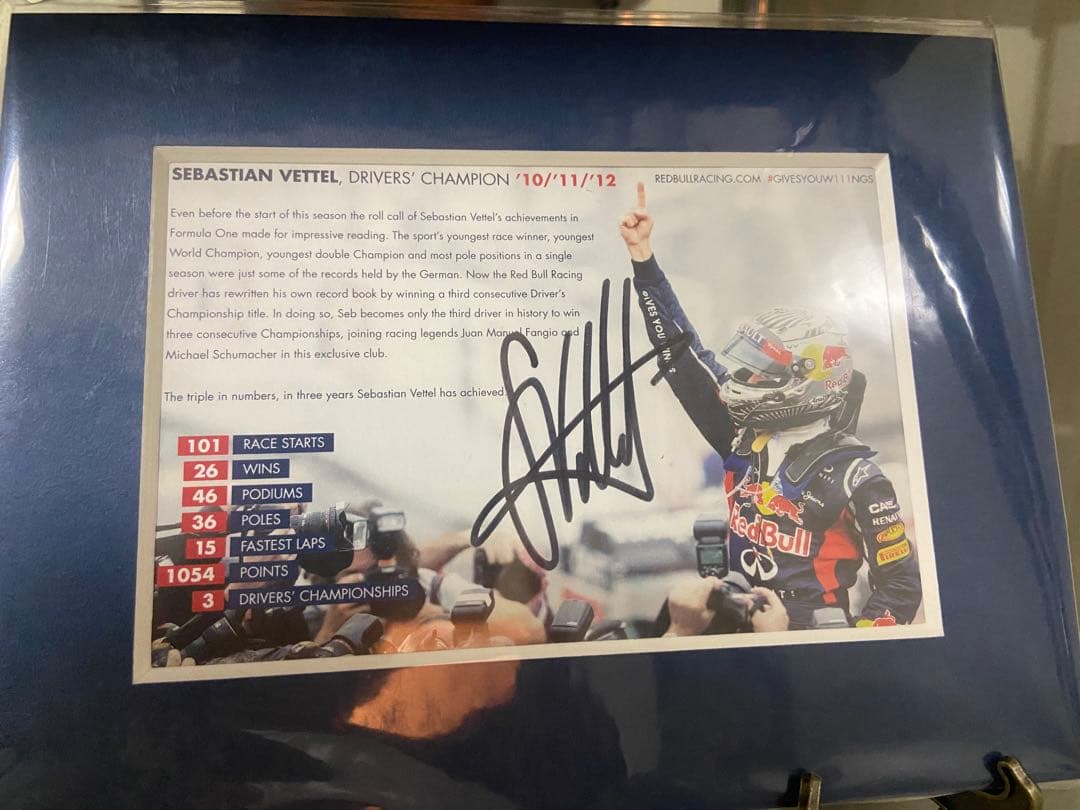 SEBASTIAN VETTEL, DRIVERS' CHAMPION '10/'11/'12
REDBULLRACING.COM #GIVESYOUW111NGS
Even before the start of this season the roll call of Sebastian Vettel's achievements in
Formula One made for impressive reading. The sport's youngest race winner, youngest
World Champion, youngest double Champion and most pole positions in a single
season were just some of the records held by the German. Now the Red Bull Racing
driver has rewritten his own record book by winning a third consecutive Driver's
Championship title. In doing so, Seb becomes only the third driver in history to win
three consecutive Championships, joining racing legends Juan Manuel Fangio and
Michael Schumacher in this exclusive club.
The triple in numbers, in three years Sebastian Vettel has achieved
101 RACE STARTS
26 WINS
46 PODIUMS
36 POLES
15 FASTEST LAPS
1054 POINTS
3 DRIVERS' CHAMPIONSHIPS
GIVES YOU
Red Bull
RedBull
PIRELLI